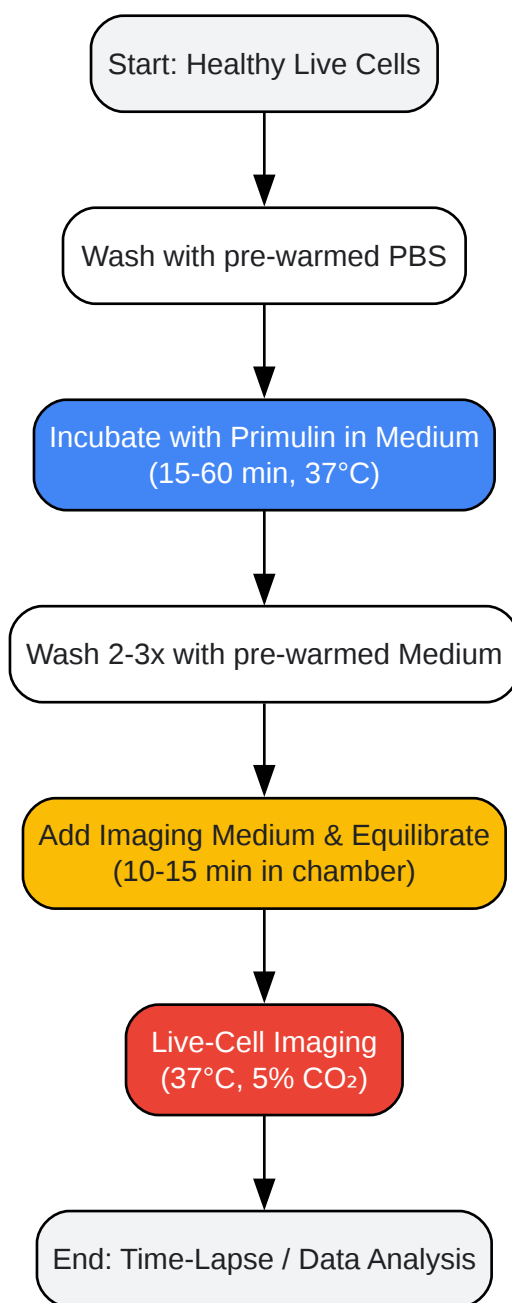 Start: Healthy Live Cells
Wash with pre-warmed PBS
Incubate with Primulin in Medium
(15-60 min, 37°C)
Wash 2-3x with pre-warmed Medium
Add Imaging Medium & Equilibrate
(10-15 min in chamber)
Live-Cell Imaging
(37°C, 5% CO₂)
End: Time-Lapse / Data Analysis